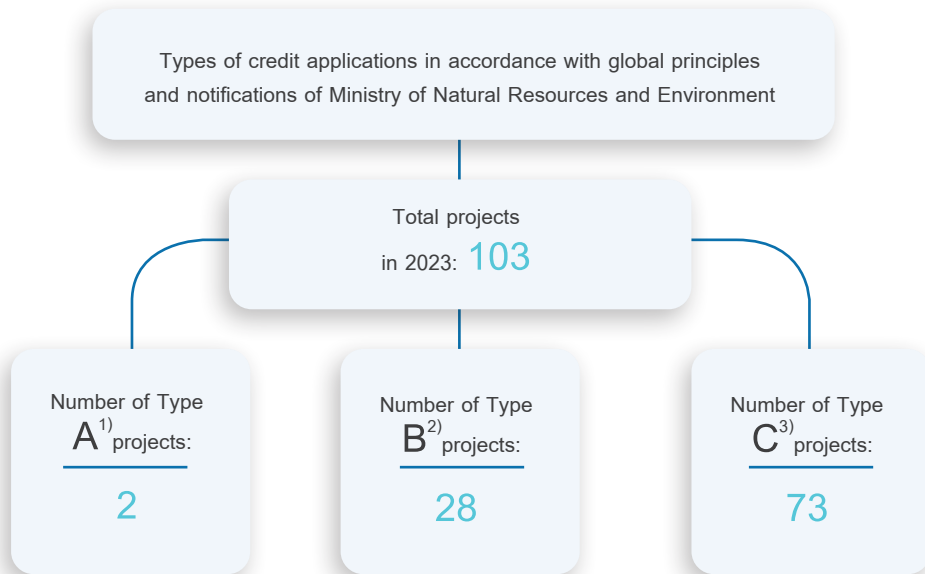 Types of credit applications in accordance with global principles
and notifications of Ministry of Natural Resources and Environment
Total projects
in 2023: 103
Number of Type
A1) projects:
2
Number of Type
B2) projects:
28
Number of Type
C3) projects:
73